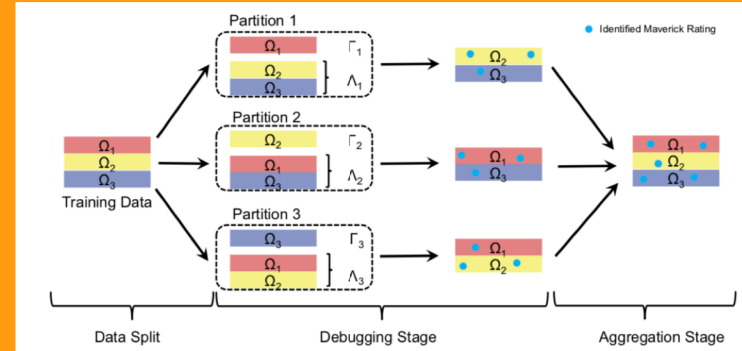 Partition 1
Identified Maverick Rating
Ω1 Γ1
Ω2
Ω3 Λ1
Ω2
Ω3
Partition 2
Ω2 Γ2
Ω1
Ω3 Λ2
Ω1
Ω3
Ω1
Ω2
Ω3
Training Data
Ω1
Ω2
Ω3
Partition 3
Ω3 Γ3
Ω1
Ω2 Λ3
Ω1
Ω2
Data Split
Debugging Stage
Aggregation Stage